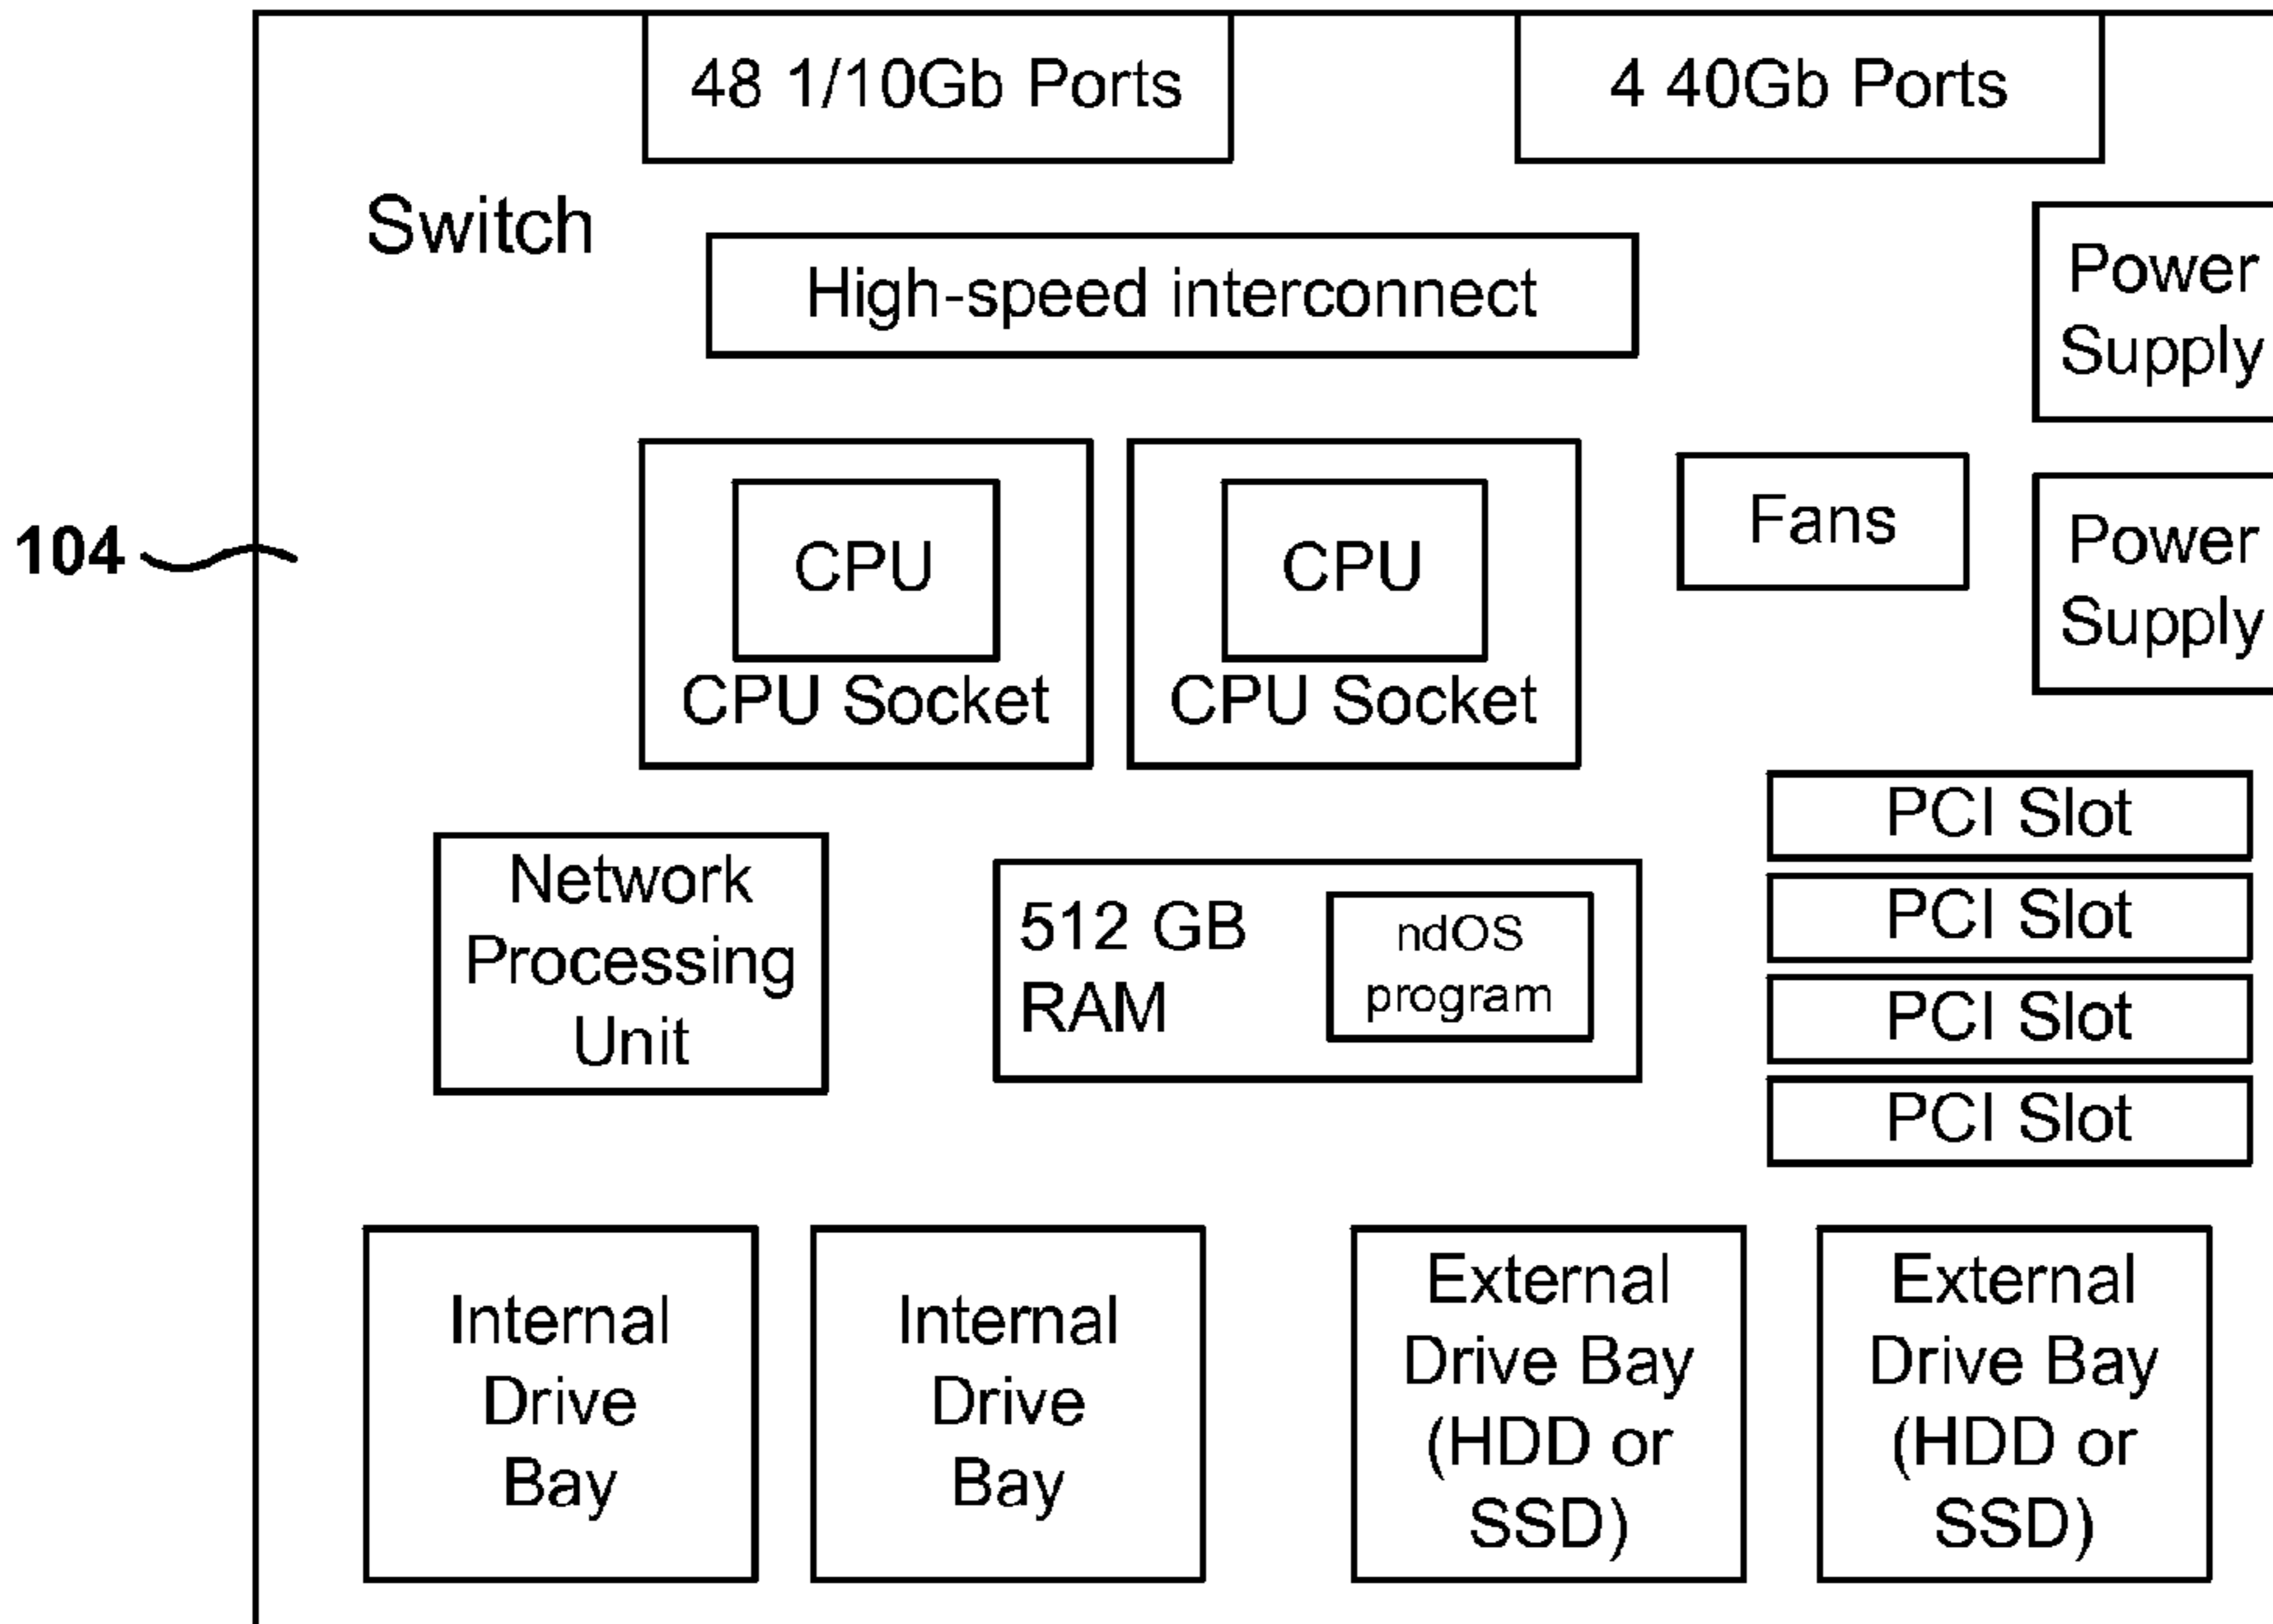 48 1/10Gb Ports
4 40Gb Ports
Switch
High-speed interconnect
Power
Supply
CPU
CPU Socket
CPU
CPU Socket
Fans
Power
Supply
104
Network
Processing
Unit
512 GB
RAM
ndOS
program
PCI Slot
PCI Slot
PCI Slot
PCI Slot
Internal
Drive
Bay
Internal
Drive
Bay
External
Drive Bay
(HDD or
SSD)
External
Drive Bay
(HDD or
SSD)